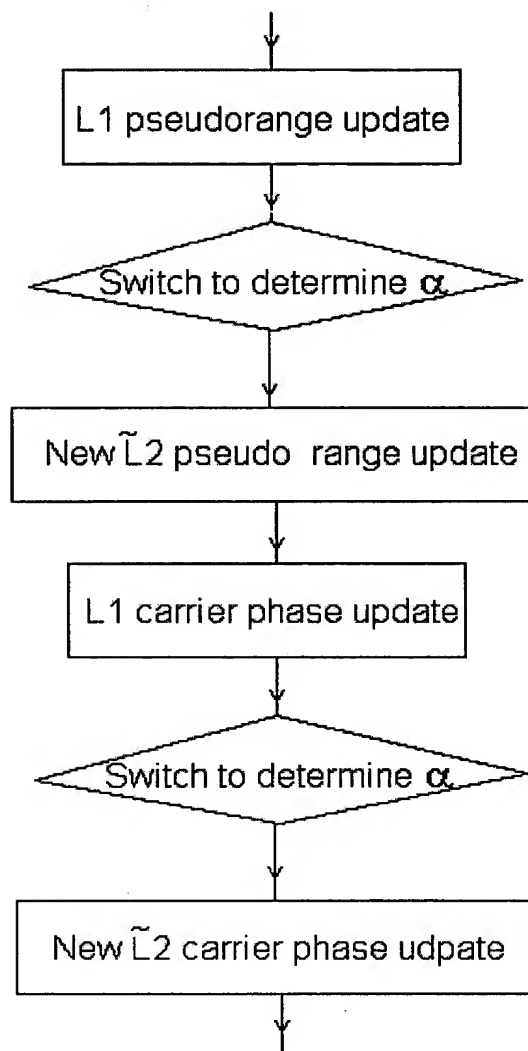 L1 pseudorange update
Switch to determine α
New L̃2 pseudo range update
L1 carrier phase update
Switch to determine α
New L̃2 carrier phase udpate